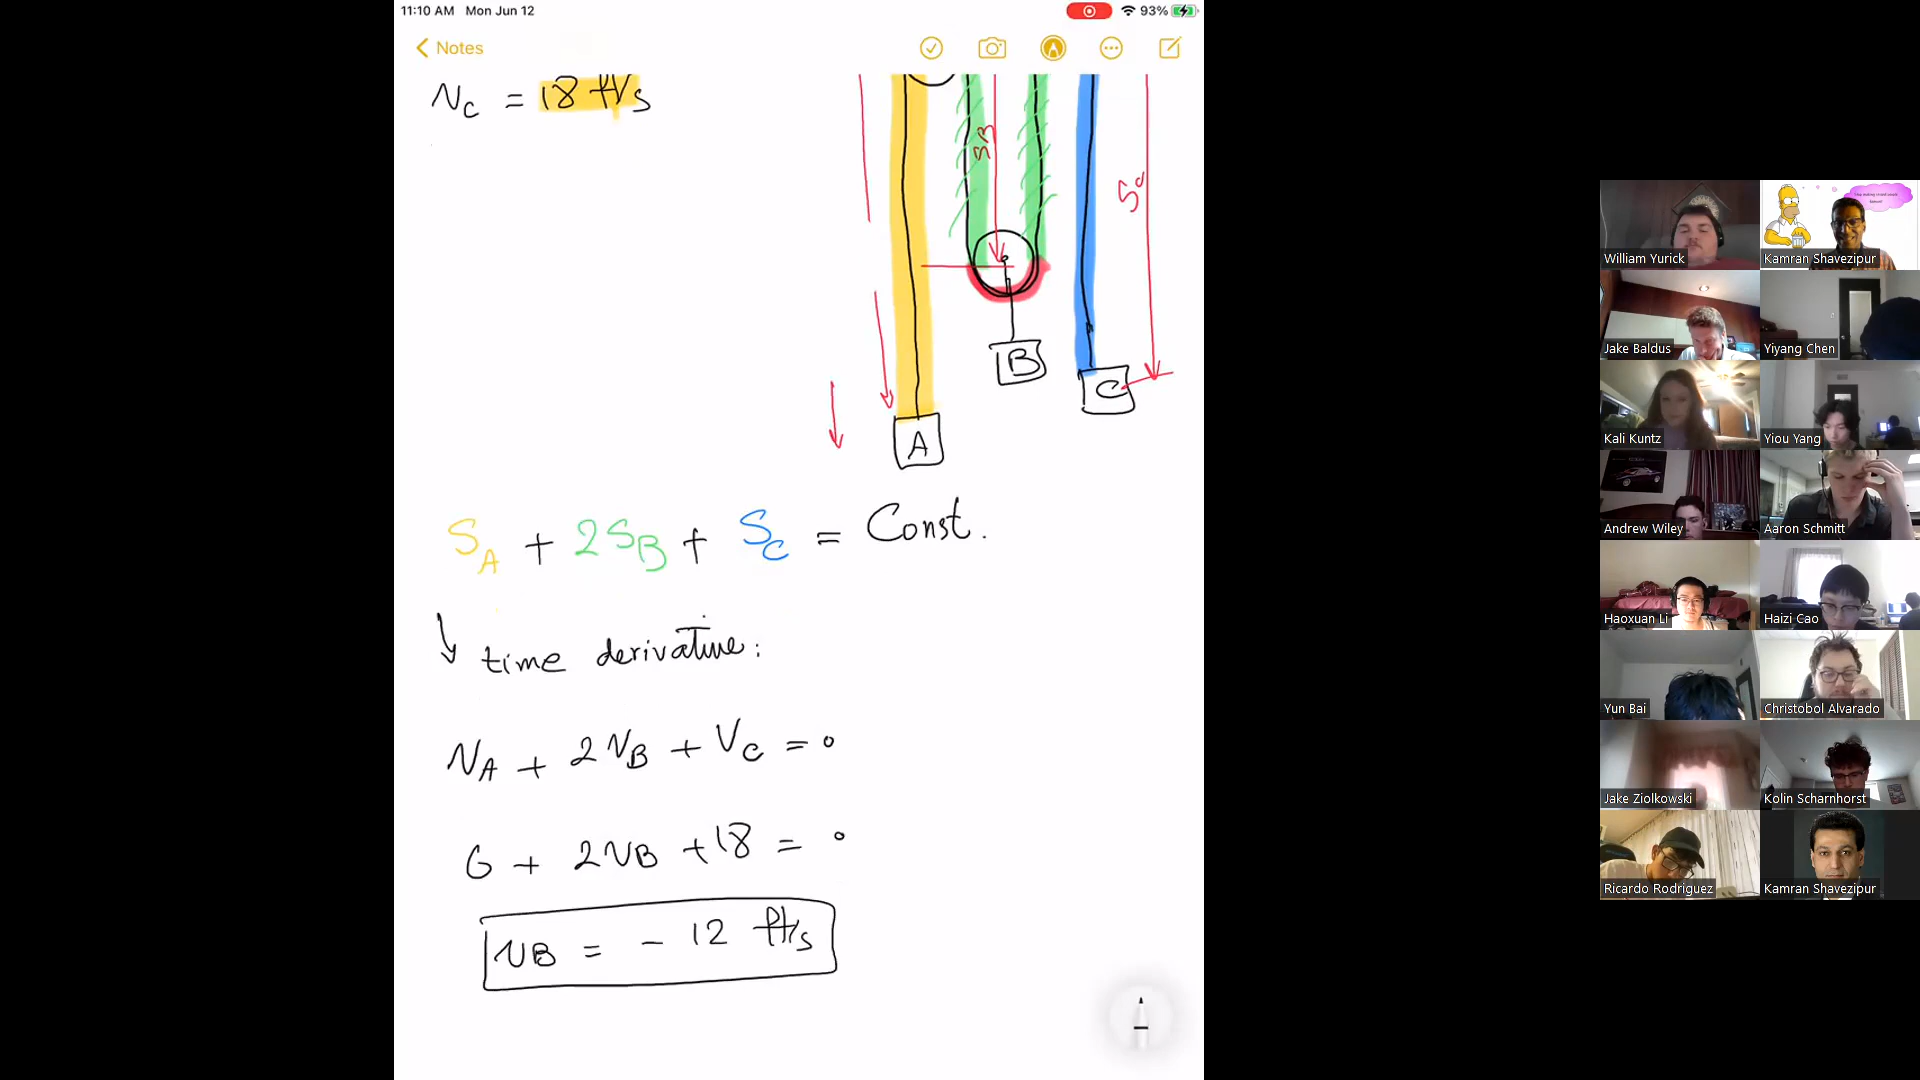 11:10 AM Mon Jun 12
93%
Notes
vC = 18 ft/s
SB
SC
B
C
A
SA + 2SB + SC = Const.
time derivative:
vA + 2vB + vC = 0
6 + 2vB + 18 = 0
vB = - 12 ft/s
William Yurick
Kamran Shavezipur
Jake Baldus
Yiyang Chen
Kali Kuntz
Yiou Yang
Andrew Wiley
Aaron Schmitt
Haoxuan Li
Haizi Cao
Yun Bai
Christobol Alvarado
Jake Ziolkowski
Kolin Scharnhorst
Ricardo Rodriguez
Kamran Shavezipur